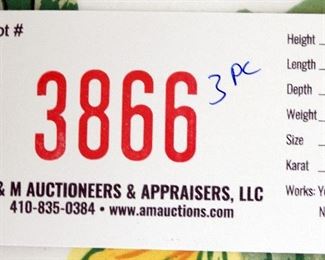 ot #
3866 3 pc
& M AUCTIONEERS & APPRAISERS, LLC
410-835-0384 • www.amauctions.com
Height
Length
Depth
Weight
Size
Karat
Works: Y
N